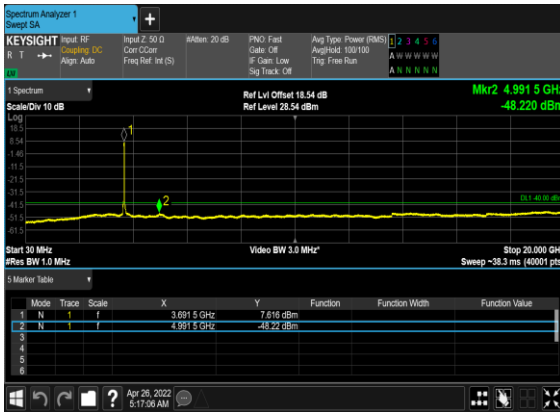 Spectrum Analyzer 1
Swept SA
+
KEYSIGHT Input: RF Input Z: 50 Ω #Atten: 20 dB PNO: Fast Avg Type: Power (RMS) 1 2 3 4 5 6
R T Coupling: DC Corr CCorr Gate: Off Avg|Hold: 100/100 A W W W W W
Align: Auto Freq Ref: Int (S) IF Gain: Low Trig: Free Run
LXI Sig Track: Off A N N N N N
1 Spectrum Ref Lvl Offset 18.54 dB Mkr2 4.991 5 GHz
Scale/Div 10 dB Ref Level 28.54 dBm -48.220 dBm
Log
18.5
8.54
-1.46
-11.5
-21.5
-31.5
-41.5
-51.5
-61.5
1
2
DL1 -40.00 dBm
Start 30 MHz Video BW 3.0 MHz* Stop 20.000 GHz
#Res BW 1.0 MHz Sweep ~38.3 ms (40001 pts)
5 Marker Table
Mode Trace Scale X Y Function Function Width Function Value
1 N 1 f 3.691 5 GHz 7.616 dBm
2 N 1 f 4.991 5 GHz -48.22 dBm
3
4
5
6
? Apr 26, 2022
5:17:06 AM